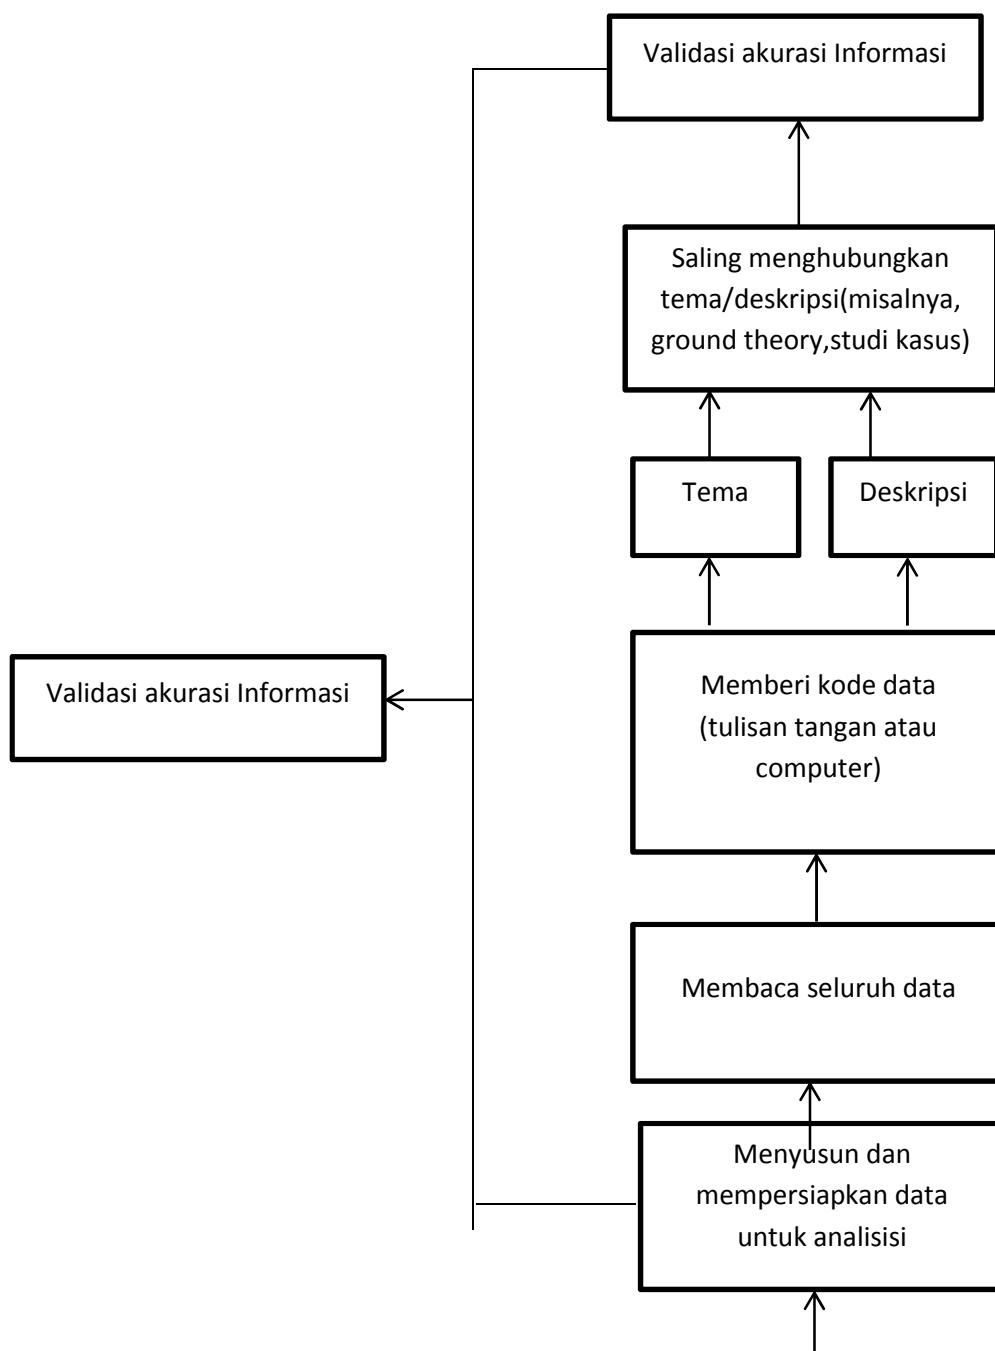 Validasi akurasi Informasi
Saling menghubungkan
tema/deskripsi(misalnya,
ground theory,studi kasus)
Tema
Deskripsi
Validasi akurasi Informasi
Memberi kode data
(tulisan tangan atau
computer)
Membaca seluruh data
Menyusun dan
mempersiapkan data
untuk analisisi